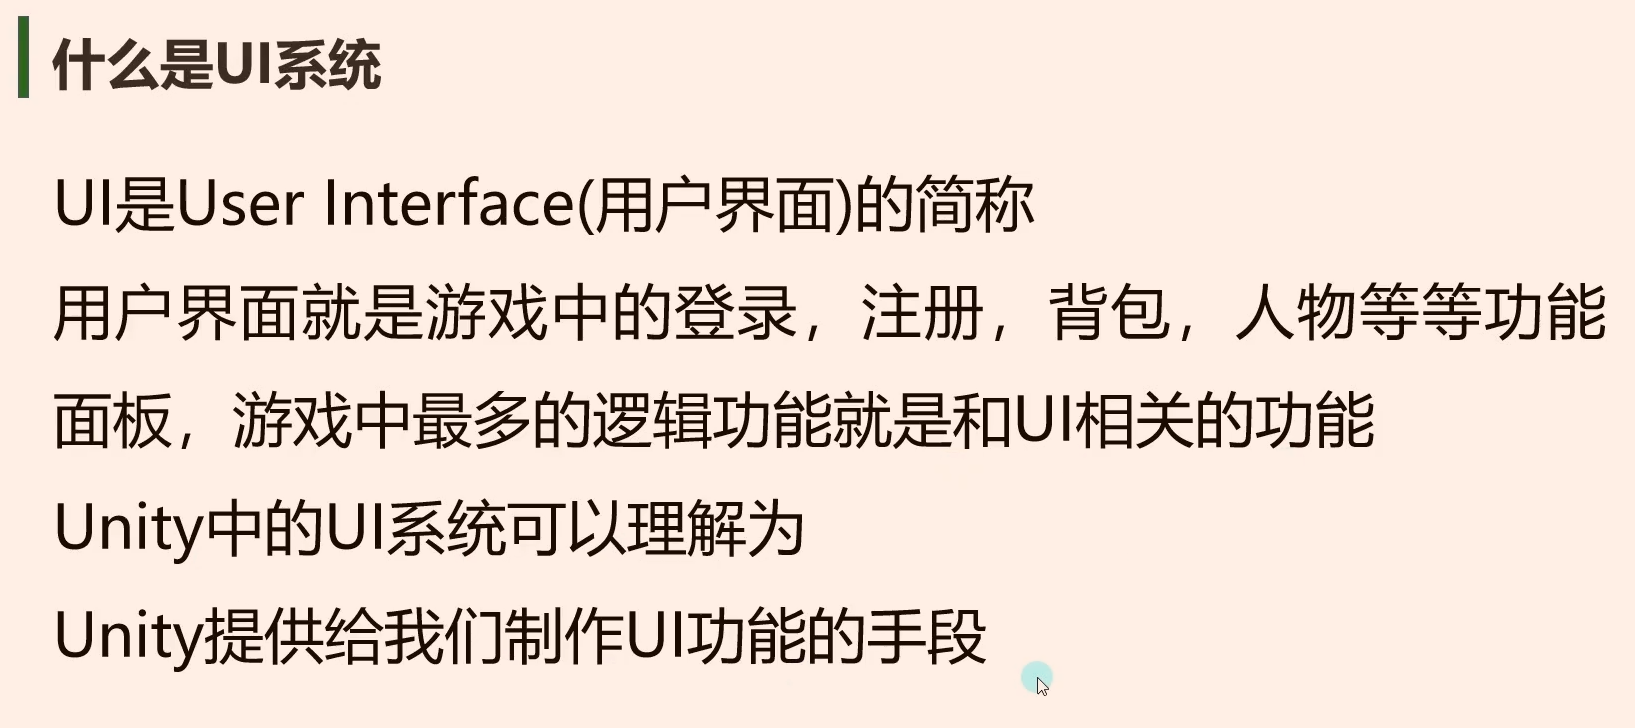 什么是UI系统
UI是User Interface(用户界面)的简称
用户界面就是游戏中的登录，注册，背包，人物等等功能
面板，游戏中最多的逻辑功能就是和UI相关的功能
Unity中的UI系统可以理解为
Unity提供给我们制作UI功能的手段